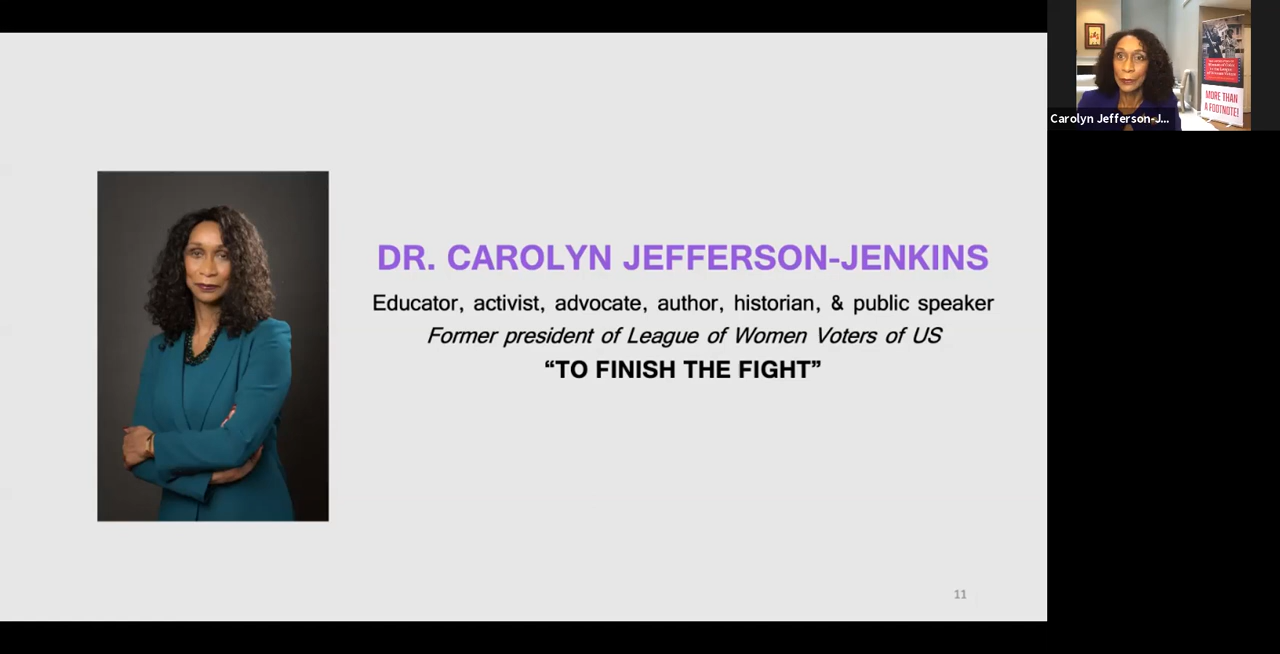 DR. CAROLYN JEFFERSON-JENKINS
Educator, activist, advocate, author, historian, & public speaker
Former president of League of Women Voters of US
“TO FINISH THE FIGHT”
11
MORE THAN
A FOOTNOTE!
Carolyn Jefferson-J...